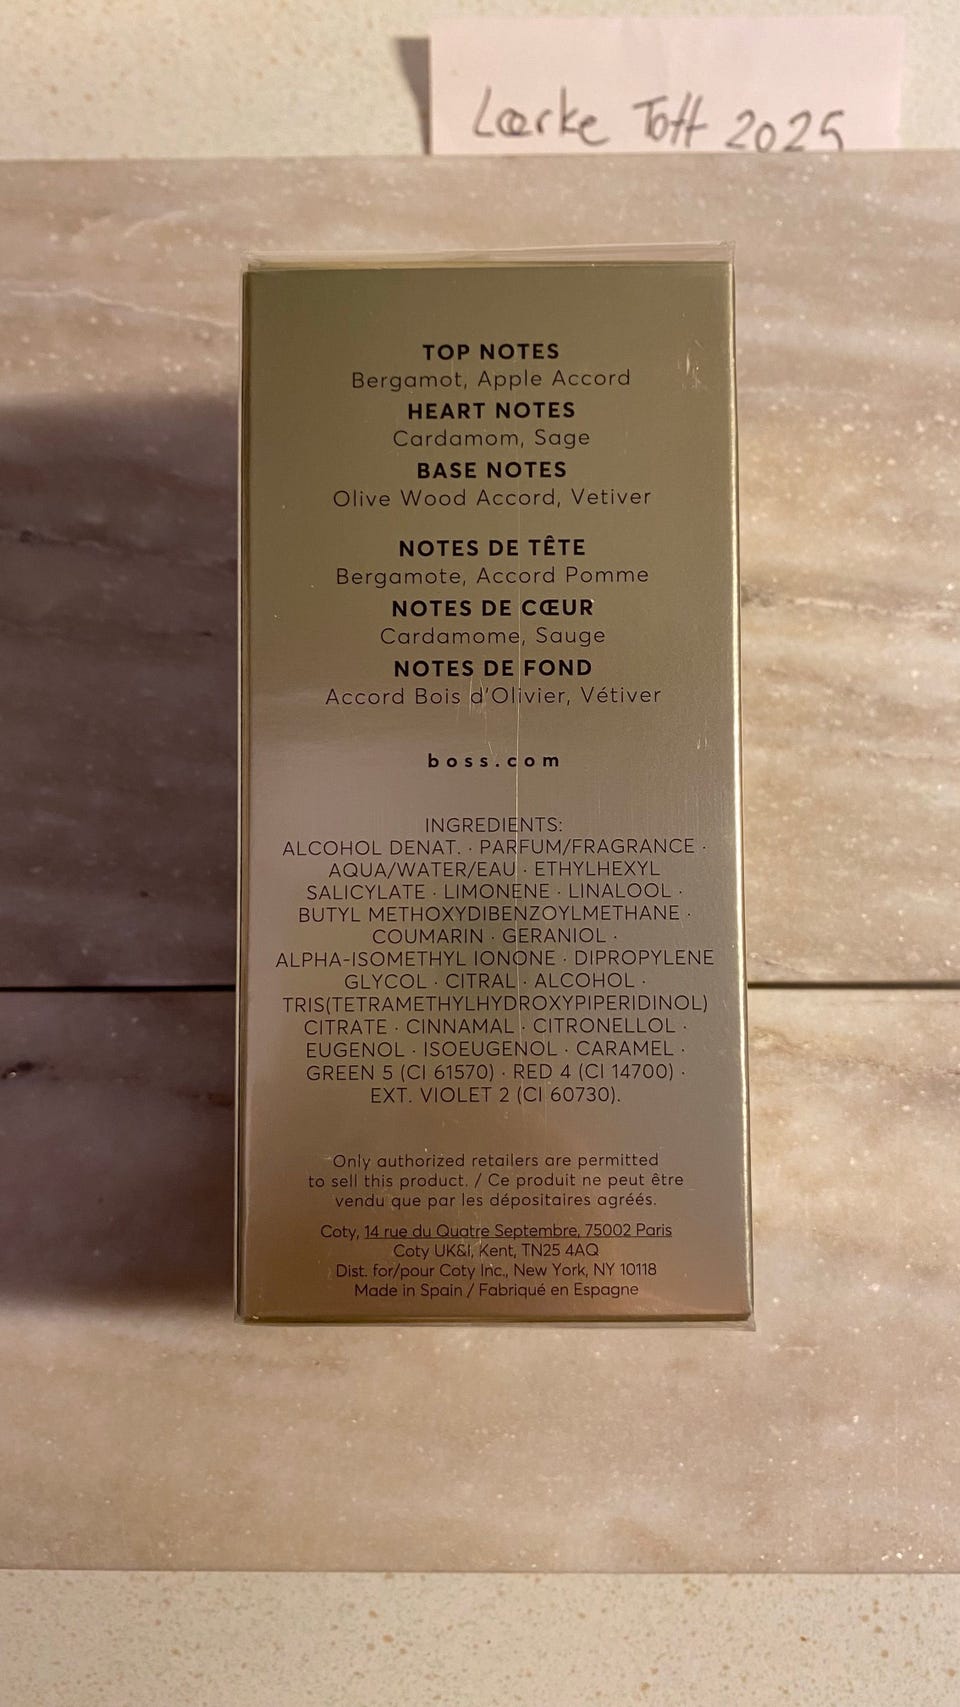 Lærke Toft 2025
TOP NOTES
Bergamot, Apple Accord
HEART NOTES
Cardamom, Sage
BASE NOTES
Olive Wood Accord, Vetiver
NOTES DE TÊTE
Bergamote, Accord Pomme
NOTES DE CŒUR
Cardamome, Sauge
NOTES DE FOND
Accord Bois d'Olivier, Vétiver
boss.com
INGREDIENTS:
ALCOHOL DENAT. · PARFUM/FRAGRANCE ·
AQUA/WATER/EAU · ETHYLHEXYL
SALICYLATE · LIMONENE · LINALOOL ·
BUTYL METHOXYDIBENZOYLMETHANE ·
COUMARIN · GERANIOL ·
ALPHA-ISOMETHYL IONONE · DIPROPYLENE
GLYCOL · CITRAL · ALCOHOL ·
TRIS(TETRAMETHYLHYDROXYPIPERIDINOL)
CITRATE · CINNAMAL · CITRONELLOL ·
EUGENOL · ISOEUGENOL · CARAMEL ·
GREEN 5 (CI 61570) · RED 4 (CI 14700) ·
EXT. VIOLET 2 (CI 60730).
Only authorized retailers are permitted
to sell this product. / Ce produit ne peut être
vendu que par les dépositaires agréés.
Coty, 14 rue du Quatre Septembre, 75002 Paris
Coty UK&I, Kent, TN25 4AQ
Dist. for/pour Coty Inc., New York, NY 10118
Made in Spain / Fabriqué en Espagne